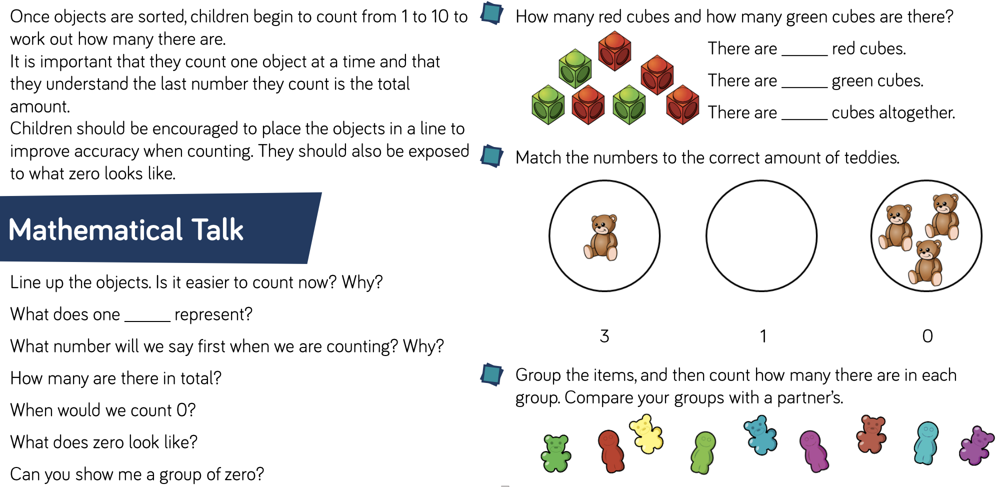 Once objects are sorted, children begin to count from 1 to 10 to
work out how many there are.
It is important that they count one object at a time and that
they understand the last number they count is the total
amount.
Children should be encouraged to place the objects in a line to
improve accuracy when counting. They should also be exposed
to what zero looks like.
Mathematical Talk
Line up the objects. Is it easier to count now? Why?
What does one _____ represent?
What number will we say first when we are counting? Why?
How many are there in total?
When would we count 0?
What does zero look like?
Can you show me a group of zero?
How many red cubes and how many green cubes are there?
There are _____ red cubes.
There are _____ green cubes.
There are _____ cubes altogether.
Match the numbers to the correct amount of teddies.
3 1 0
Group the items, and then count how many there are in each
group. Compare your groups with a partner’s.